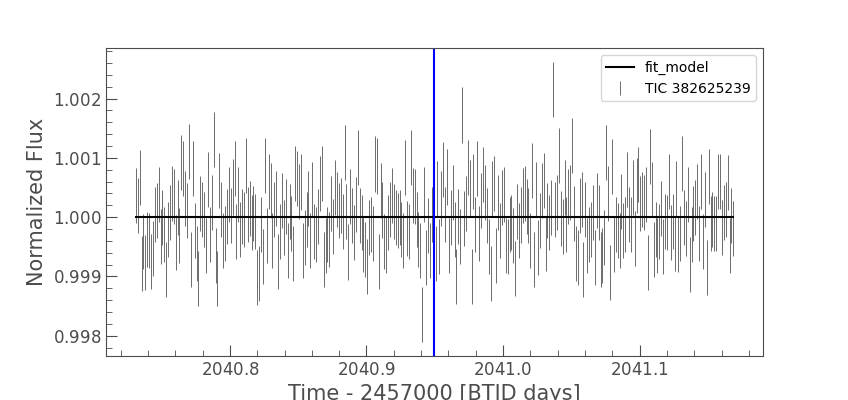 fit_model
TIC 382625239
Normalized Flux
1.002
1.001
1.000
0.999
0.998
2040.8 2040.9 2041.0 2041.1
Time - 2457000 [BTJD days]